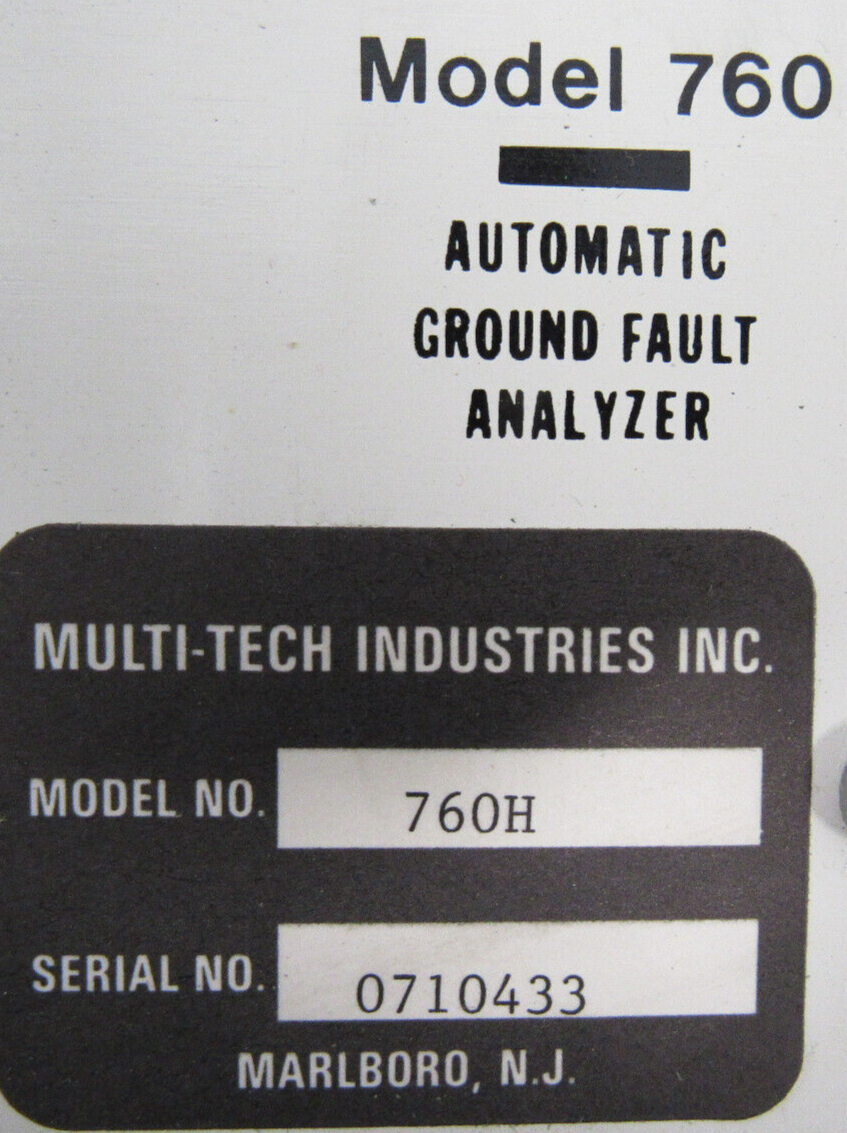 Model 760
AUTOMATIC
GROUND FAULT
ANALYZER
MULTI-TECH INDUSTRIES INC.
MODEL NO. 760H
SERIAL NO. 0710433
MARLBORO, N.J.